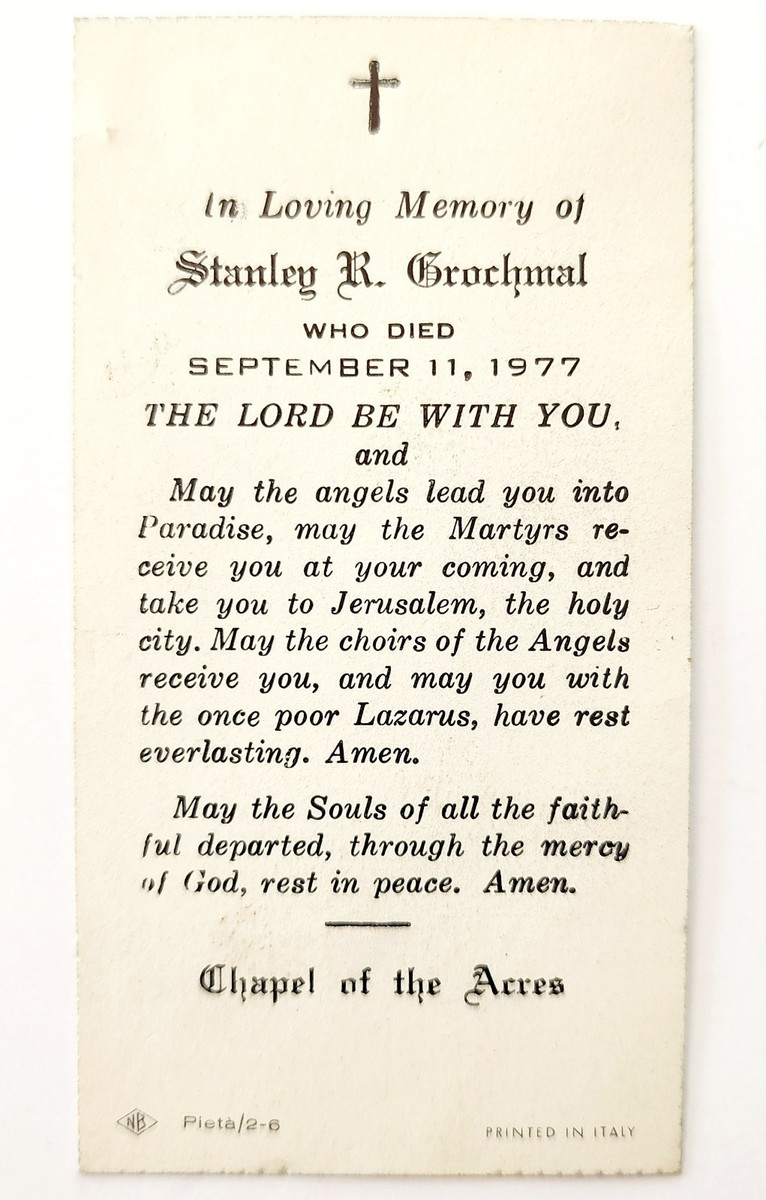 In Loving Memory of
Stanley R. Grochmal
WHO DIED
SEPTEMBER 11, 1977
THE LORD BE WITH YOU,
and
May the angels lead you into
Paradise, may the Martyrs re-
ceive you at your coming, and
take you to Jerusalem, the holy
city. May the choirs of the Angels
receive you, and may you with
the once poor Lazarus, have rest
everlasting. Amen.
May the Souls of all the faith-
ful departed, through the mercy
of God, rest in peace. Amen.
Chapel of the Acres
NB Pietà/2-6
PRINTED IN ITALY